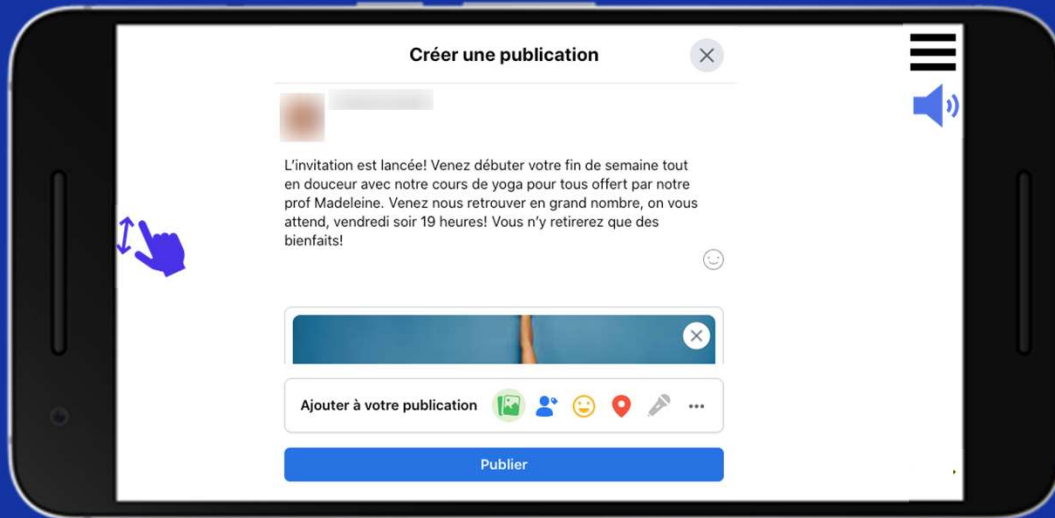 Créer une publication
L'invitation est lancée! Venez débuter votre fin de semaine tout
en douceur avec notre cours de yoga pour tous offert par notre
prof Madeleine. Venez nous retrouver en grand nombre, on vous
attend, vendredi soir 19 heures! Vous n'y retirerez que des
bienfaits!
Ajouter à votre publication
Publier